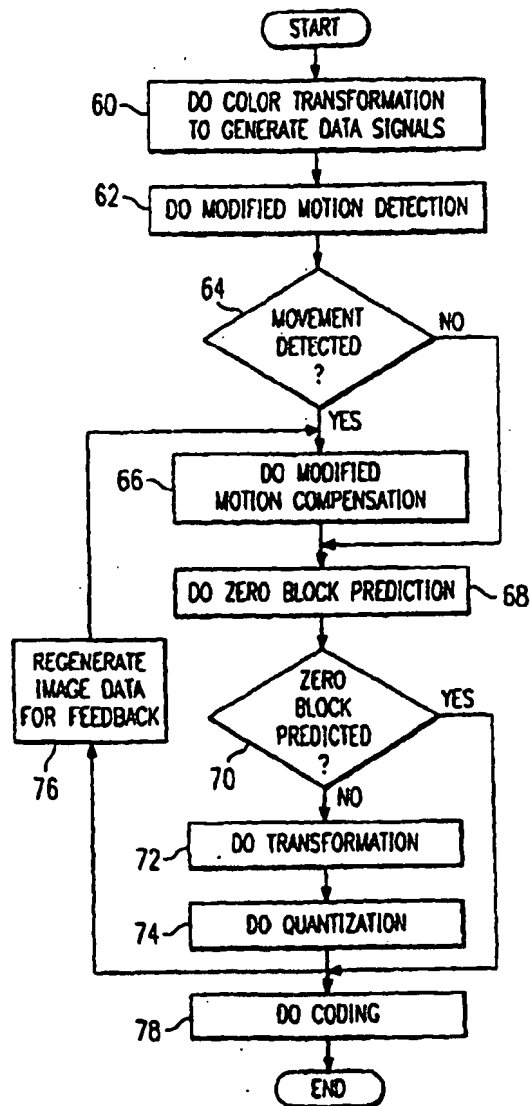 START
60
DO COLOR TRANSFORMATION
TO GENERATE DATA SIGNALS
62
DO MODIFIED MOTION DETECTION
64
MOVEMENT
DETECTED
?
NO
YES
66
DO MODIFIED
MOTION COMPENSATION
DO ZERO BLOCK PREDICTION
68
REGENERATE
IMAGE DATA
FOR FEEDBACK
76
ZERO
BLOCK
PREDICTED
?
YES
70
NO
72
DO TRANSFORMATION
74
DO QUANTIZATION
78
DO CODING
END